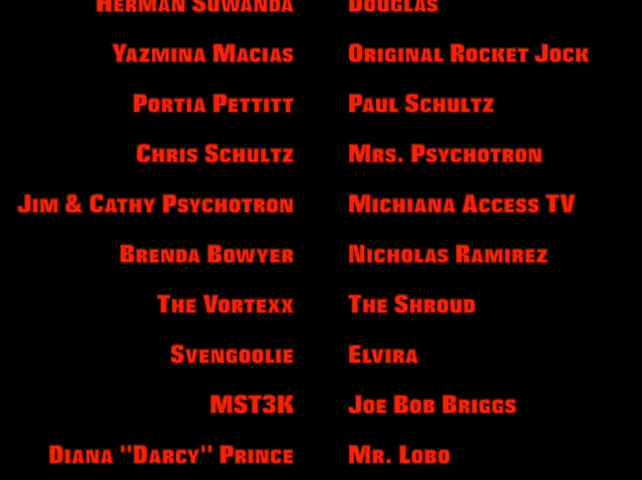 Herman Suwanda Douglas
Yazmina Macias Original Rocket Jock
Portia Pettitt Paul Schultz
Chris Schultz Mrs. Psychotron
Jim & Cathy Psychotron Michiana Access TV
Brenda Bowyer Nicholas Ramirez
The Vortexx The Shroud
Svengoolie Elvira
MST3K Joe Bob Briggs
Diana "Darcy" Prince Mr. Lobo